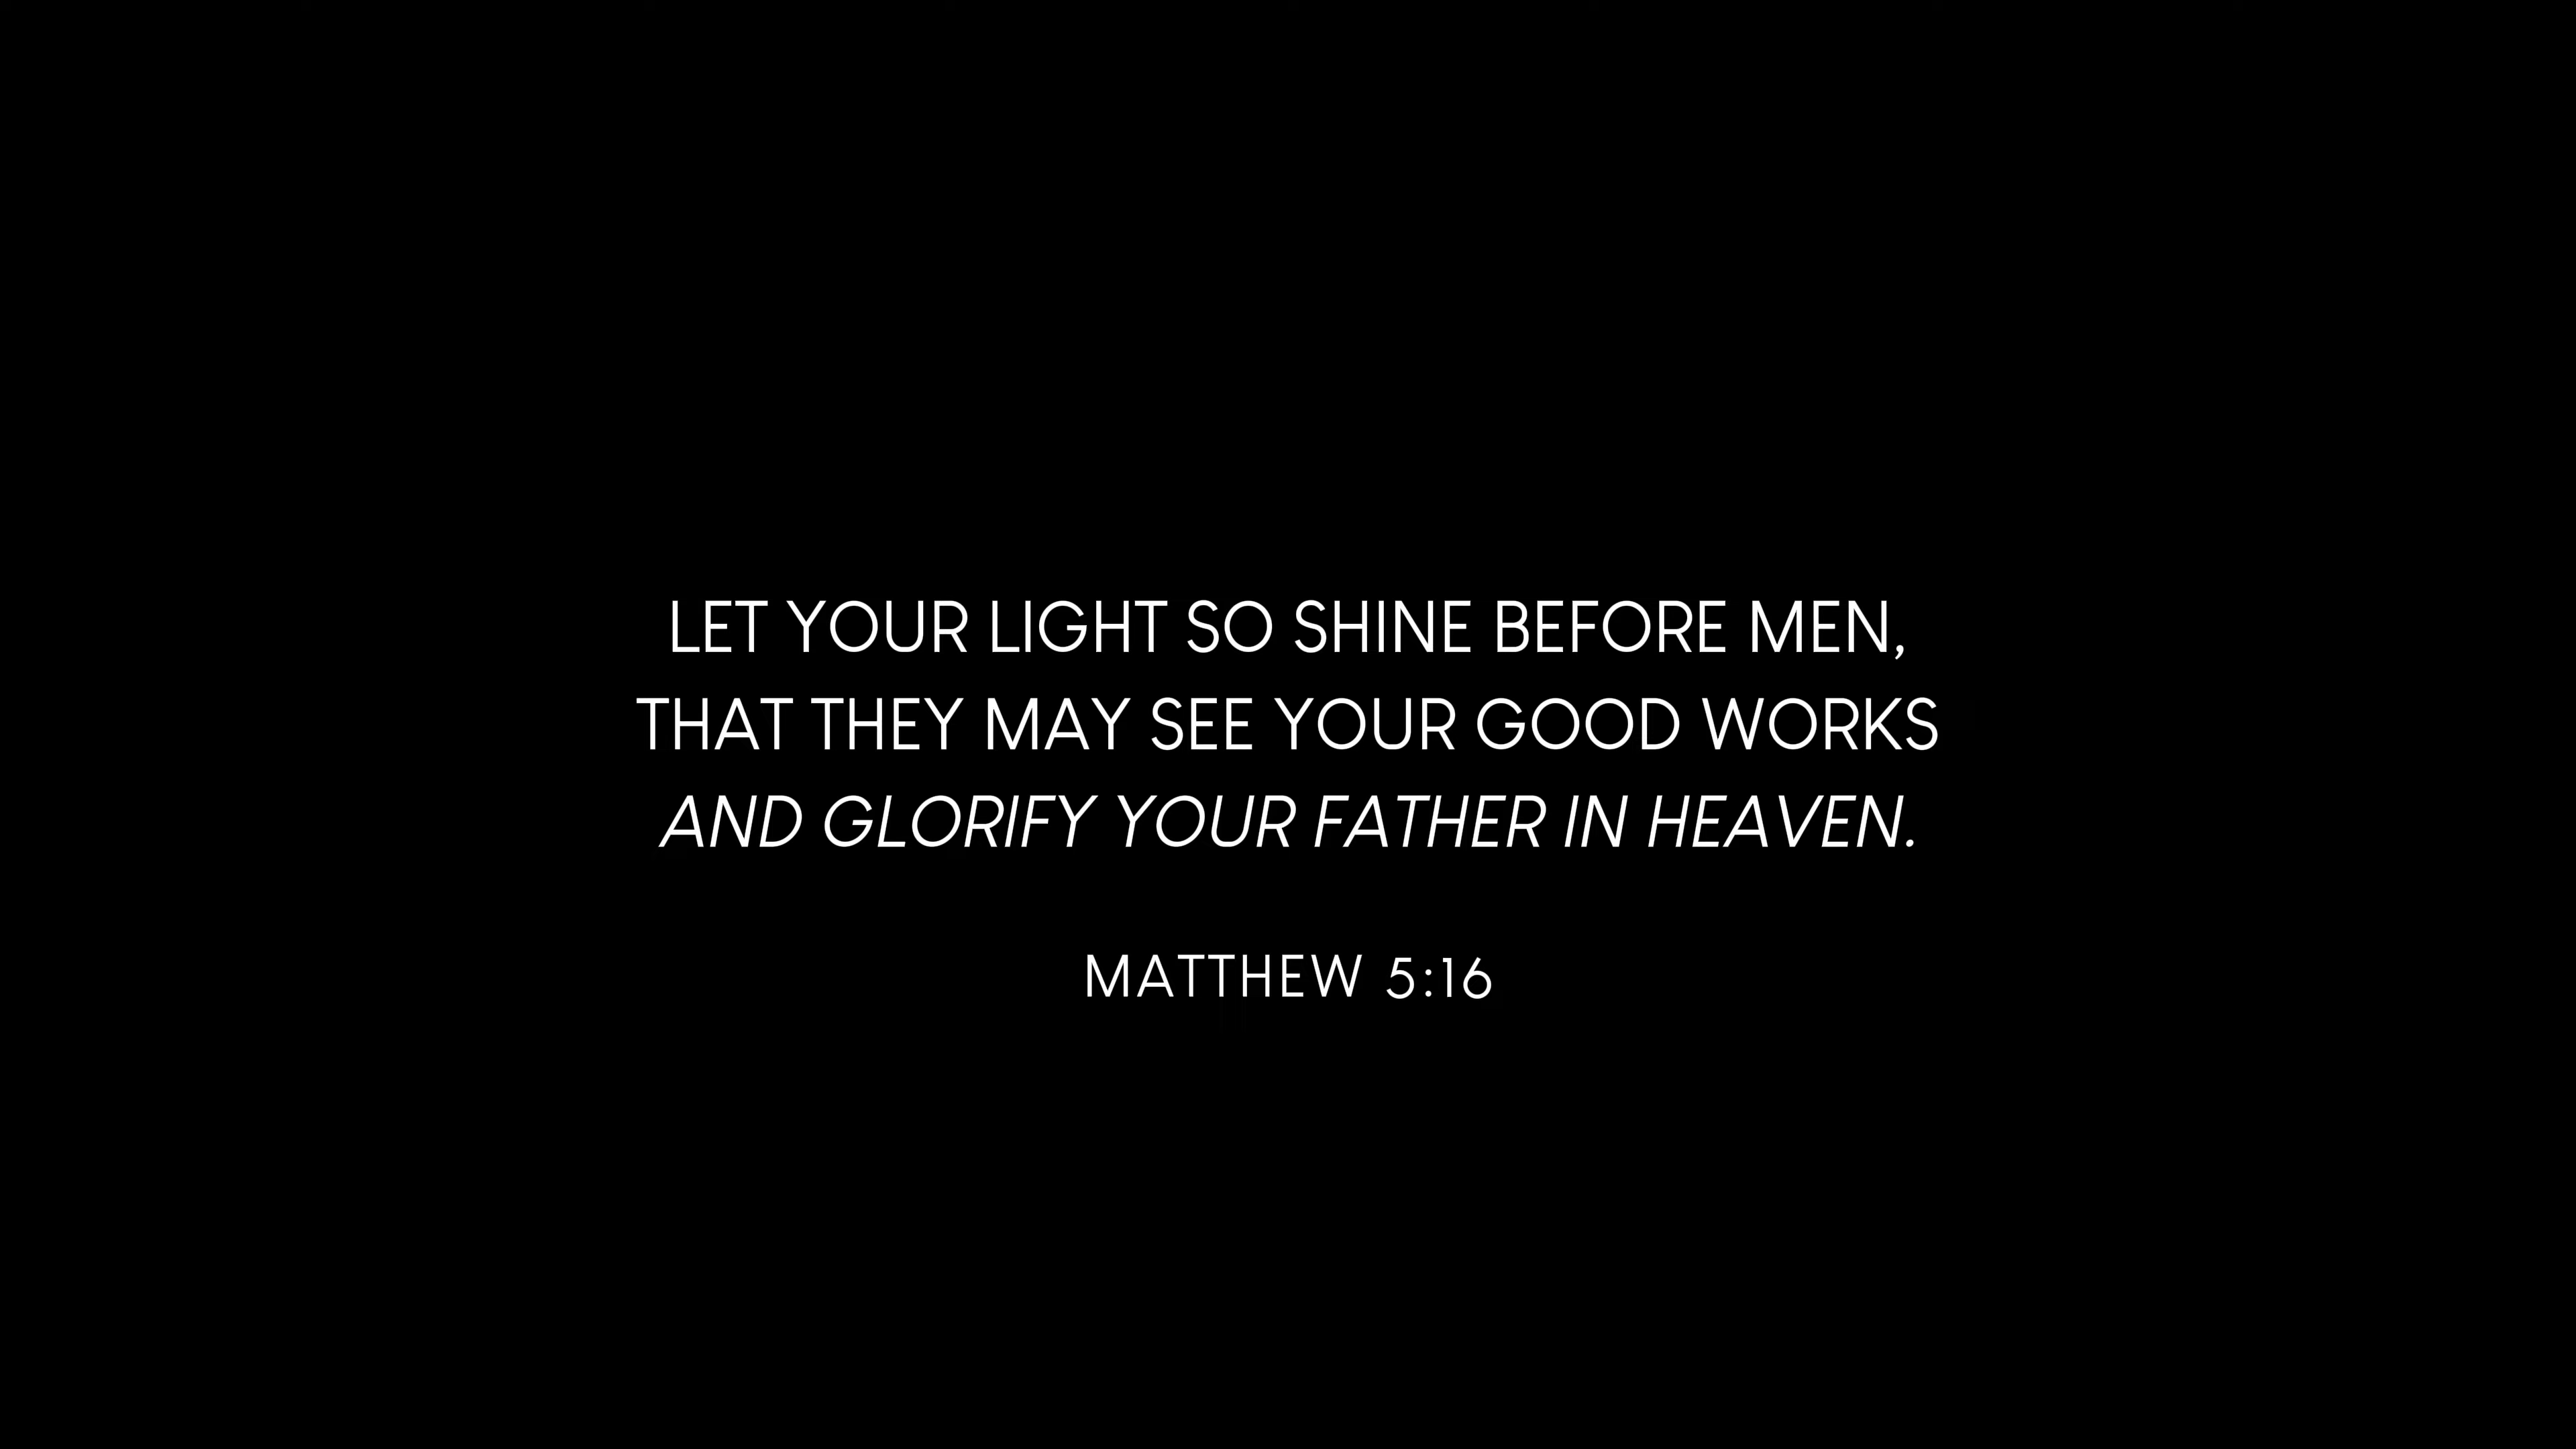 LET YOUR LIGHT SO SHINE BEFORE MEN,
THAT THEY MAY SEE YOUR GOOD WORKS
AND GLORIFY YOUR FATHER IN HEAVEN.
MATTHEW 5:16